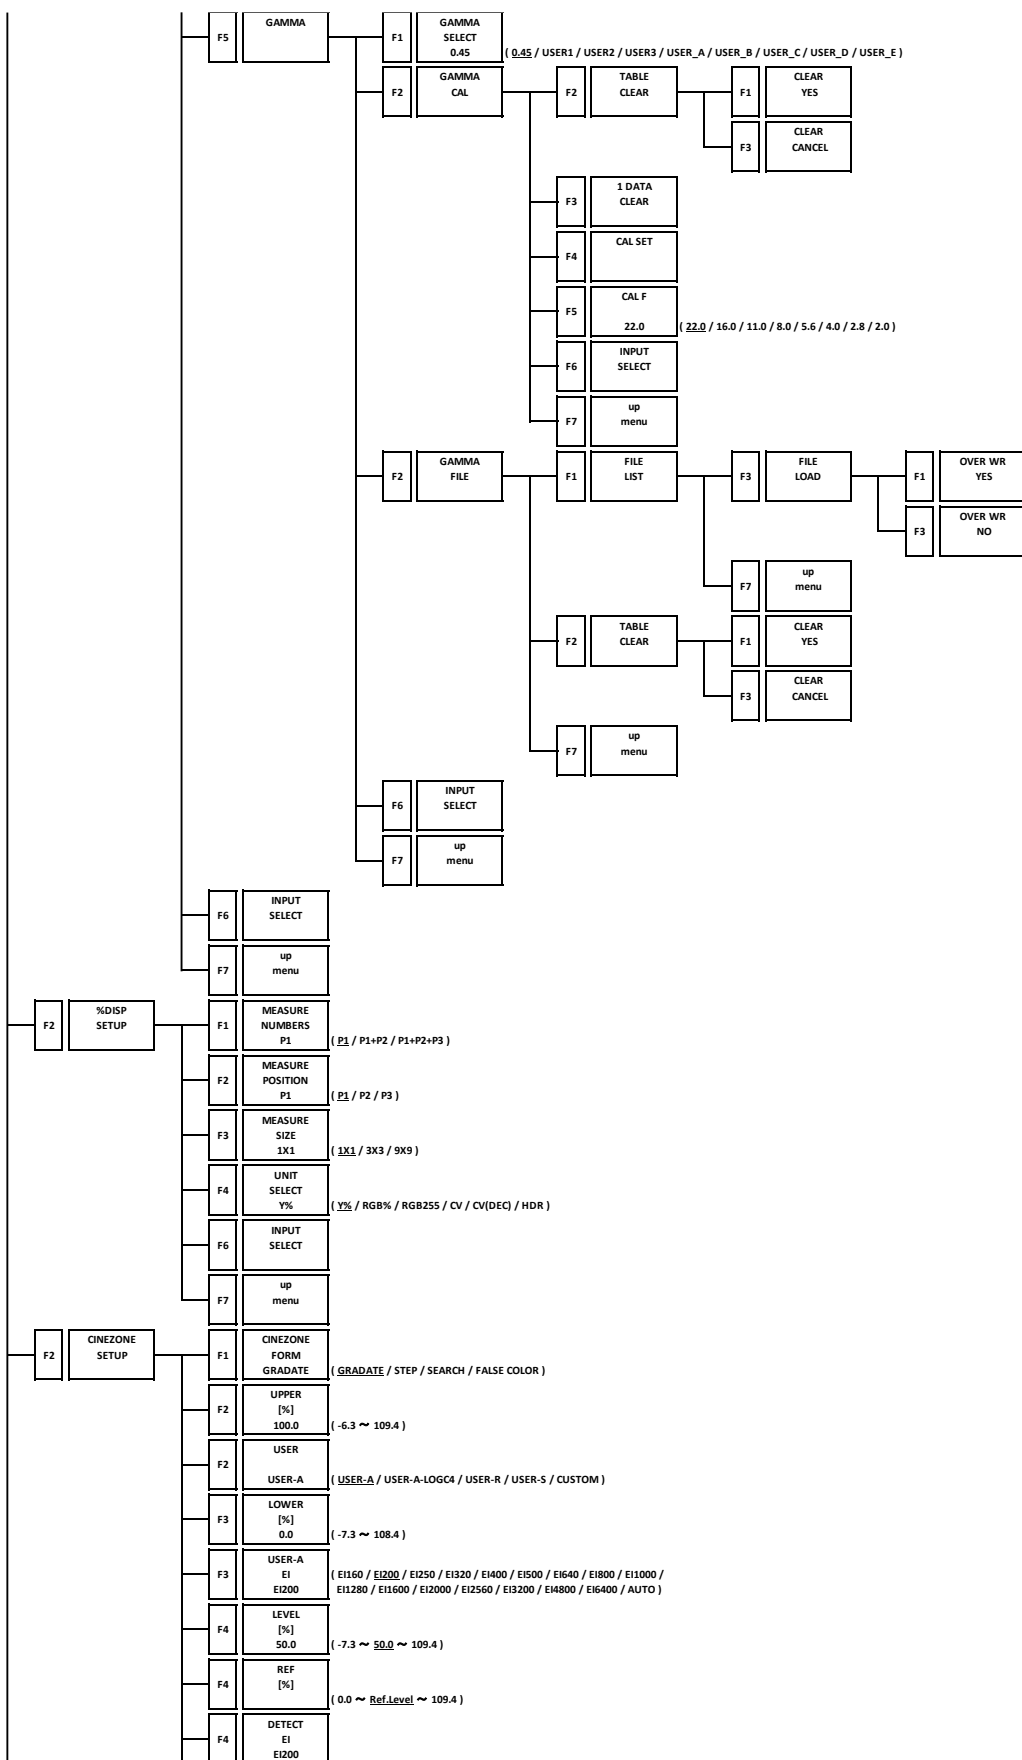 F5
GAMMA
F1
GAMMA
SELECT
0.45
( 0.45 / USER1 / USER2 / USER3 / USER_A / USER_B / USER_C / USER_D / USER_E )
F2
GAMMA
CAL
F2
TABLE
CLEAR
F1
CLEAR
YES
F3
CLEAR
CANCEL
F3
1 DATA
CLEAR
F4
CAL SET
F5
CAL F
22.0
( 22.0 / 16.0 / 11.0 / 8.0 / 5.6 / 4.0 / 2.8 / 2.0 )
F6
INPUT
SELECT
F7
up
menu
F2
GAMMA
FILE
F1
FILE
LIST
F3
FILE
LOAD
F1
OVER WR
YES
F3
OVER WR
NO
F7
up
menu
F2
TABLE
CLEAR
F1
CLEAR
YES
F3
CLEAR
CANCEL
F7
up
menu
F6
INPUT
SELECT
F7
up
menu
F6
INPUT
SELECT
F7
up
menu
F2
%DISP
SETUP
F1
MEASURE
NUMBERS
P1
( P1 / P1+P2 / P1+P2+P3 )
F2
MEASURE
POSITION
P1
( P1 / P2 / P3 )
F3
MEASURE
SIZE
1X1
( 1X1 / 3X3 / 9X9 )
F4
UNIT
SELECT
Y%
( Y% / RGB% / RGB255 / CV / CV(DEC) / HDR )
F6
INPUT
SELECT
F7
up
menu
F2
CINEZONE
SETUP
F1
CINEZONE
FORM
GRADATE
( GRADATE / STEP / SEARCH / FALSE COLOR )
F2
UPPER
[%]
100.0
( -6.3 ～ 109.4 )
F2
USER
USER-A
( USER-A / USER-A-LOGC4 / USER-R / USER-S / CUSTOM )
F3
LOWER
[%]
0.0
( -7.3 ～ 108.4 )
F3
USER-A
EI
EI200
( EI160 / EI200 / EI250 / EI320 / EI400 / EI500 / EI640 / EI800 / EI1000 /
EI1280 / EI1600 / EI2000 / EI2560 / EI3200 / EI4800 / EI6400 / AUTO )
F4
LEVEL
[%]
50.0
( -7.3 ～ 50.0 ～ 109.4 )
F4
REF
[%]
( 0.0 ～ Ref.Level ～ 109.4 )
F4
DETECT
EI
EI200